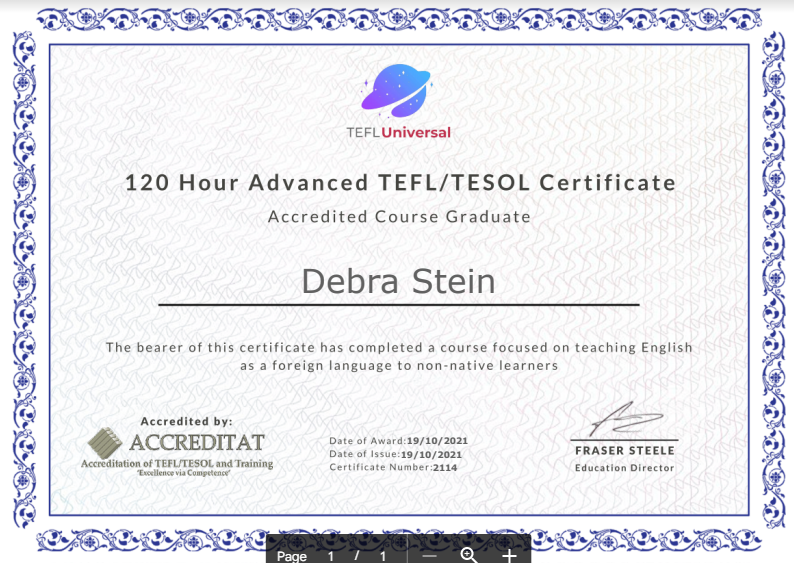 TEFLUniversal
120 Hour Advanced TEFL/TESOL Certificate
Accredited Course Graduate
Debra Stein
The bearer of this certificate has completed a course focused on teaching English
as a foreign language to non-native learners
Accredited by:
ACCREDITAT
Accreditation of TEFL/TESOL and Training
'Excellence via Competence'
Date of Award:19/10/2021
Date of Issue:19/10/2021
Certificate Number:2114
FRASER STEELE
Education Director
Page 1 / 1